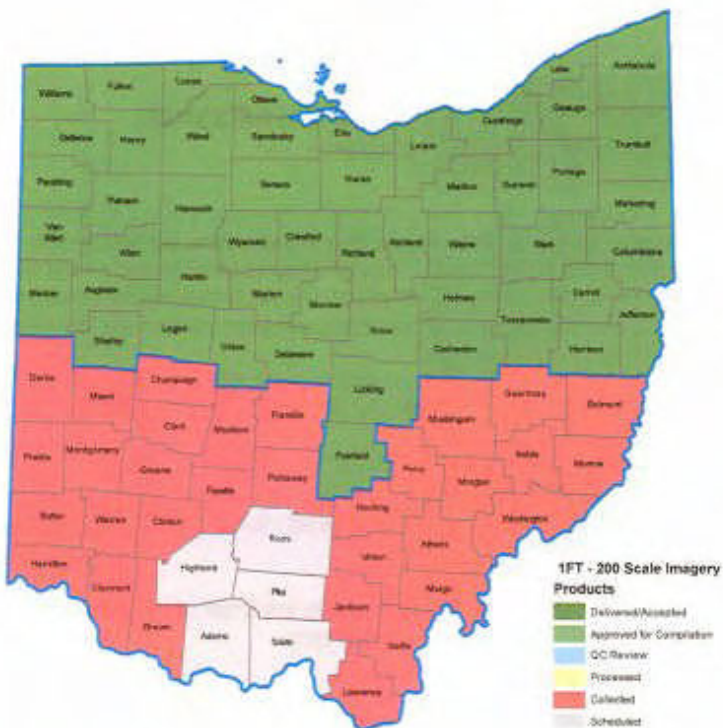 Lake
Ashtabula
Williams
Fulton
Lucas
Ottawa
Geauga
Cuyahoga
Defiance
Henry
Wood
Sandusky
Erie
Lorain
Trumbull
Paulding
Seneca
Huron
Medina
Summit
Portage
Putnam
Hancock
Mahoning
Van
Wert
Wyandot
Crawford
Richland
Ashland
Wayne
Stark
Allen
Columbiana
Mercer
Auglaize
Hardin
Marion
Morrow
Holmes
Carroll
Jefferson
Knox
Tuscarawas
Shelby
Logan
Union
Delaware
Coshocton
Harrison
Darke
Miami
Champaign
Licking
Clark
Madison
Franklin
Muskingum
Guernsey
Belmont
Preble
Montgomery
Greene
Fayette
Pickaway
Fairfield
Perry
Morgan
Noble
Monroe
Butler
Warren
Clinton
Ross
Hocking
Athens
Washington
Hamilton
Clermont
Highland
Pike
Vinton
Meigs
Brown
Adams
Scioto
Jackson
Gallia
Lawrence
1FT - 200 Scale Imagery
Products
Delivered/Accepted
Approved for Compilation
QC Review
Processed
Collected
Scheduled